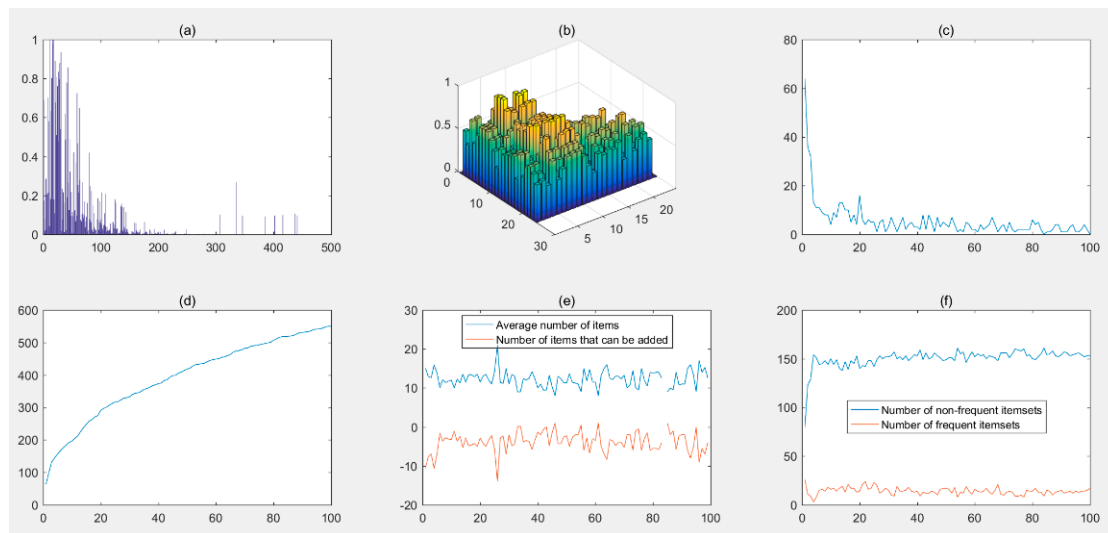 (a)
1
0.8
0.6
0.4
0.2
0
0 100 200 300 400 500
(b)
1
0.5
0
0
10
20
30
5
10
15
20
(c)
80
60
40
20
0
0 20 40 60 80 100
(d)
600
500
400
300
200
100
0
0 20 40 60 80 100
(e)
30
20
10
0
-10
-20
0 20 40 60 80 100
Average number of items
Number of items that can be added
(f)
200
150
100
50
0
0 20 40 60 80 100
Number of non-frequent itemsets
Number of frequent itemsets